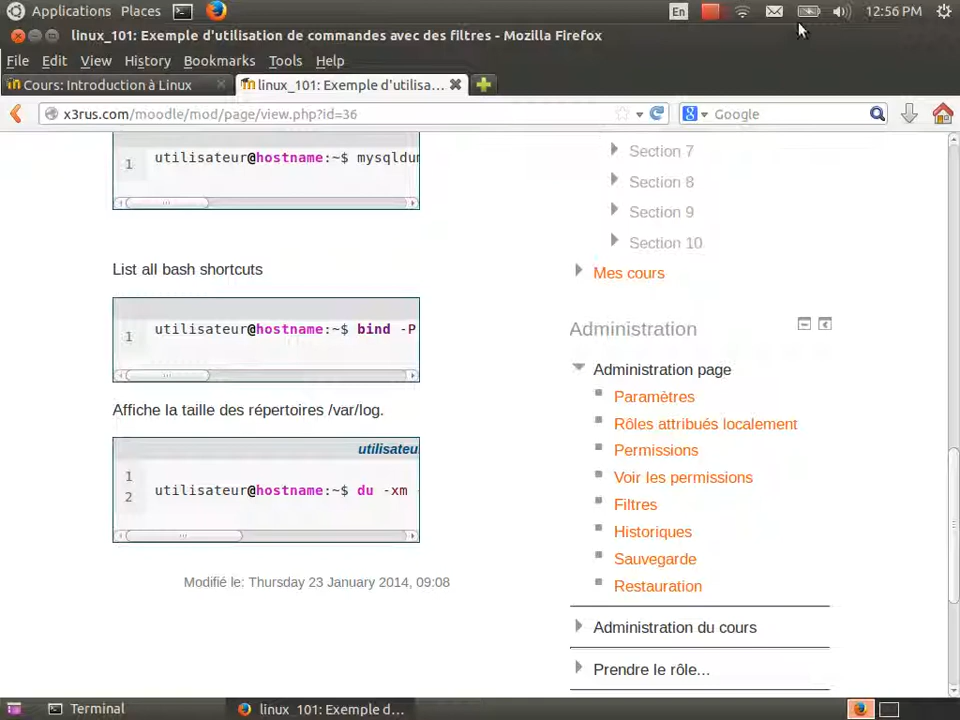 Applications Places En 12:56 PM
linux_101: Exemple d'utilisation de commandes avec des filtres - Mozilla Firefox
File Edit View History Bookmarks Tools Help
Cours: Introduction à Linux linux_101: Exemple d'utilisa...
x3rus.com/moodle/mod/page/view.php?id=36 Google
1 utilisateur@hostname:~$
List all bash shortcuts
1 utilisateur@hostname:~$ bind -P
Affiche la taille des répertoires /var/log.
utilisateur
1
2
utilisateur@hostname:~$ du -xm
Modifié le: Thursday 23 January 2014, 09:08
Section 7
Section 8
Section 9
Section 10
Mes cours
Administration
Administration page
Paramètres
Rôles attribués localement
Permissions
Voir les permissions
Filtres
Historiques
Sauvegarde
Restauration
Administration du cours
Prendre le rôle...
Terminal linux_101: Exemple d...